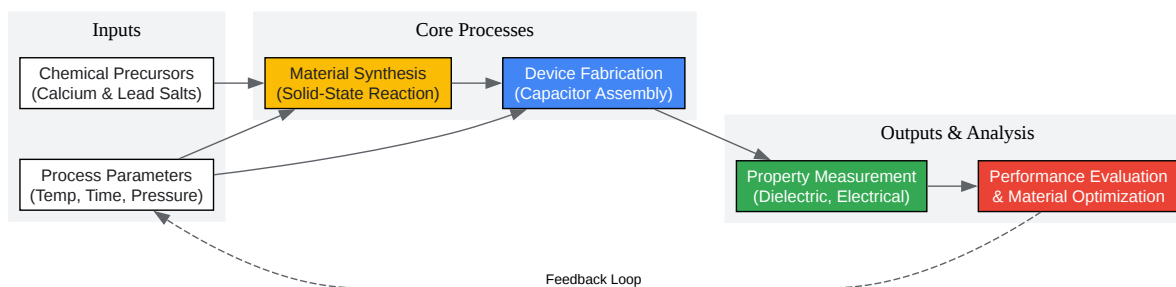 Inputs
Chemical Precursors
(Calcium & Lead Salts)
Process Parameters
(Temp, Time, Pressure)
Core Processes
Material Synthesis
(Solid-State Reaction)
Device Fabrication
(Capacitor Assembly)
Outputs & Analysis
Property Measurement
(Dielectric, Electrical)
Performance Evaluation
& Material Optimization
Feedback Loop